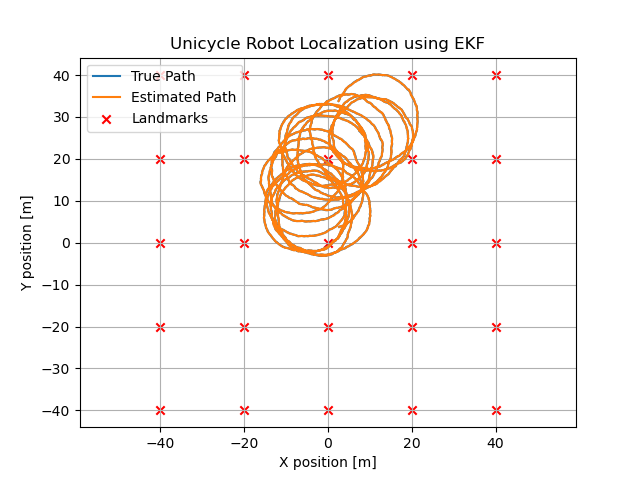 Unicycle Robot Localization using EKF
True Path
Estimated Path
Landmarks
40
30
20
10
0
−10
−20
−30
−40
Y position [m]
−40 −20 0 20 40
X position [m]